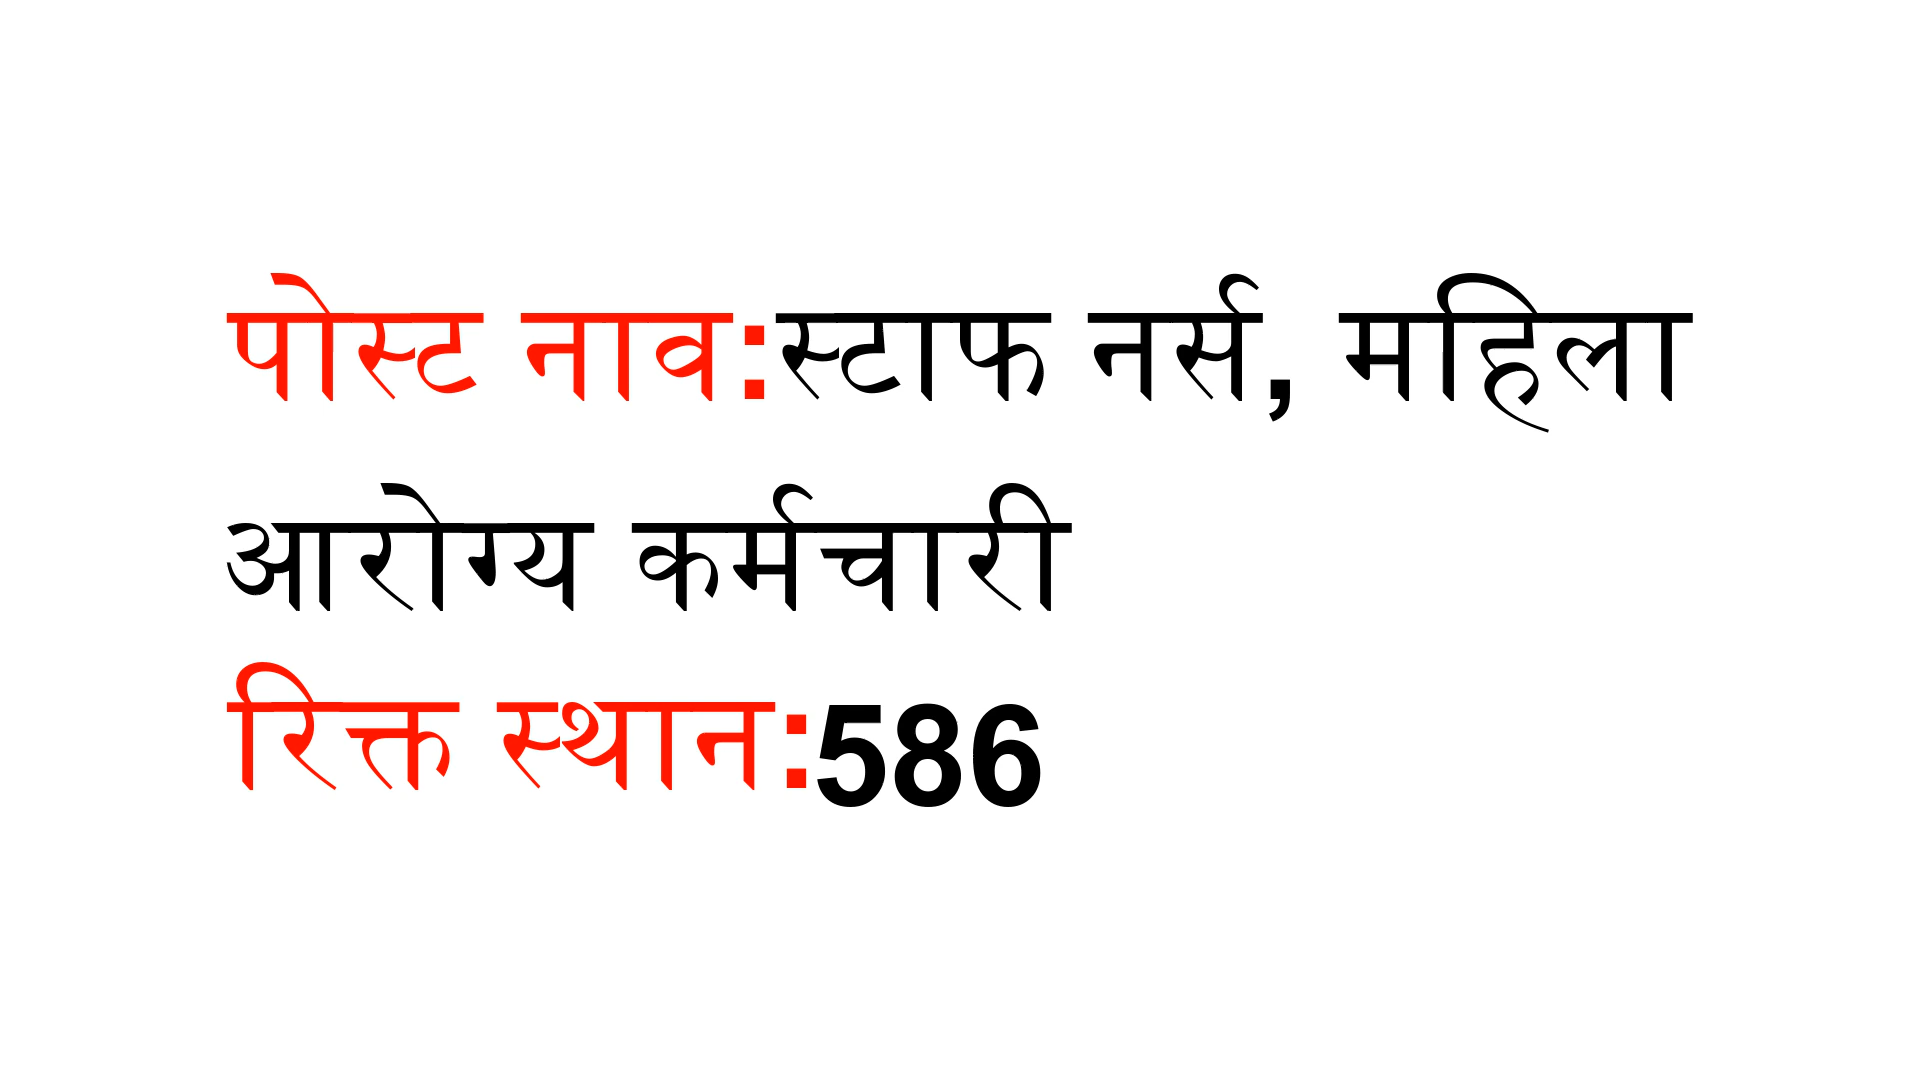 पोस्ट नाव:स्टाफ नर्स, महिला
आरोग्य कर्मचारी
रिक्त स्थान:586